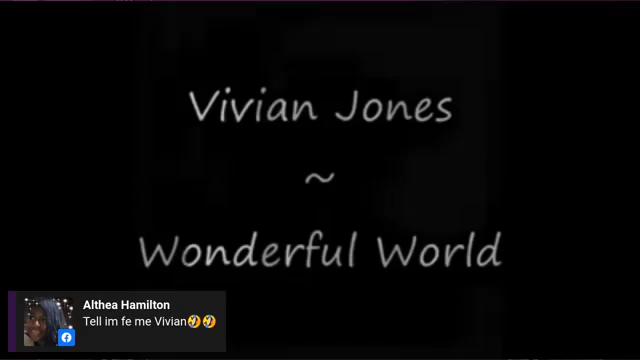 Vivian Jones
~
Wonderful World
Althea Hamilton
Tell im fe me Vivian🤣🤣